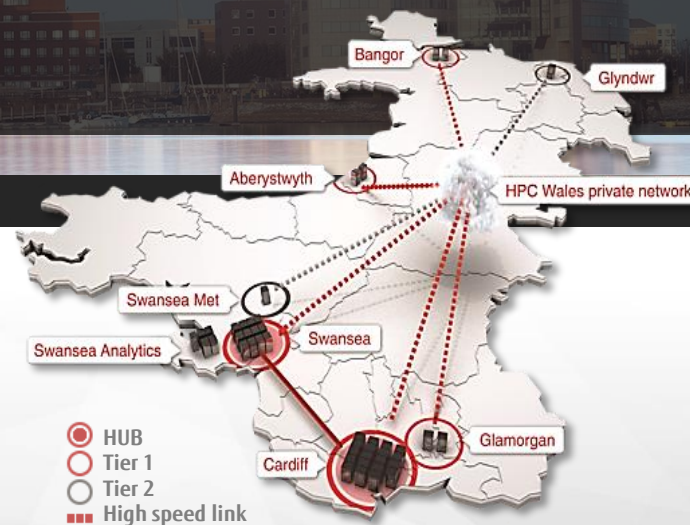 Bangor
Glyndwr
Aberystwyth
HPC Wales private network
Swansea Met
Swansea Analytics
Swansea
Glamorgan
Cardiff
HUB
Tier 1
Tier 2
High speed link